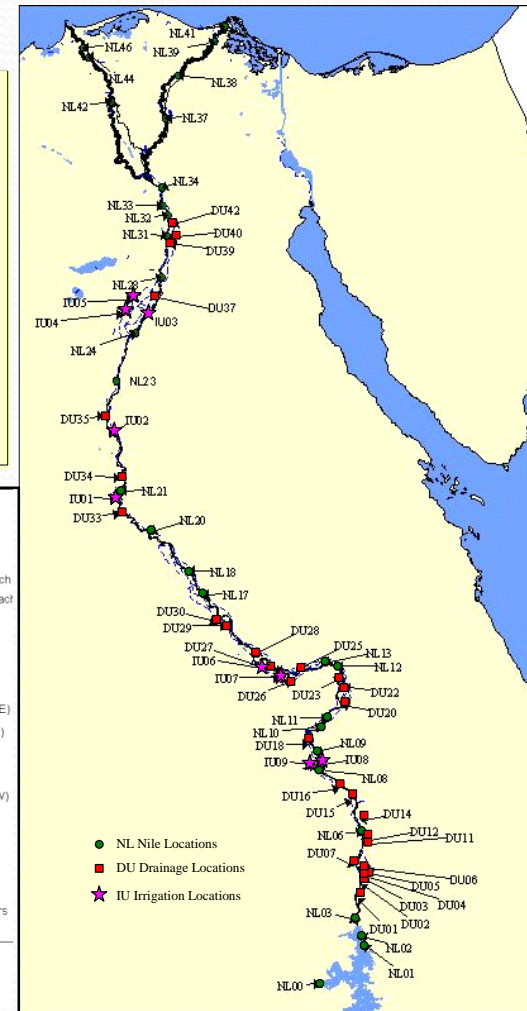 NL46
NL41
NL39
NL44
NL38
NL42
NL37
NL34
NL33
NL32
DU42
NL31
DU40
DU39
NL28
IU05
DU37
IU04
IU03
NL24
NL23
DU35
IU02
DU34
NL21
IU01
DU33
NL20
NL18
NL17
DU30
DU29
DU28
DU27
DU25
NL13
IU06
NL12
IU07
DU23
DU26
DU22
DU20
NL11
NL10
DU18
NL09
IU09
IU08
NL08
DU16
DU15
DU14
NL06
DU12
DU11
DU07
DU06
DU05
DU04
DU03
DU02
NL03
DU01
NL02
NL01
NL00
NL Nile Locations
DU Drainage Locations
IU Irrigation Locations